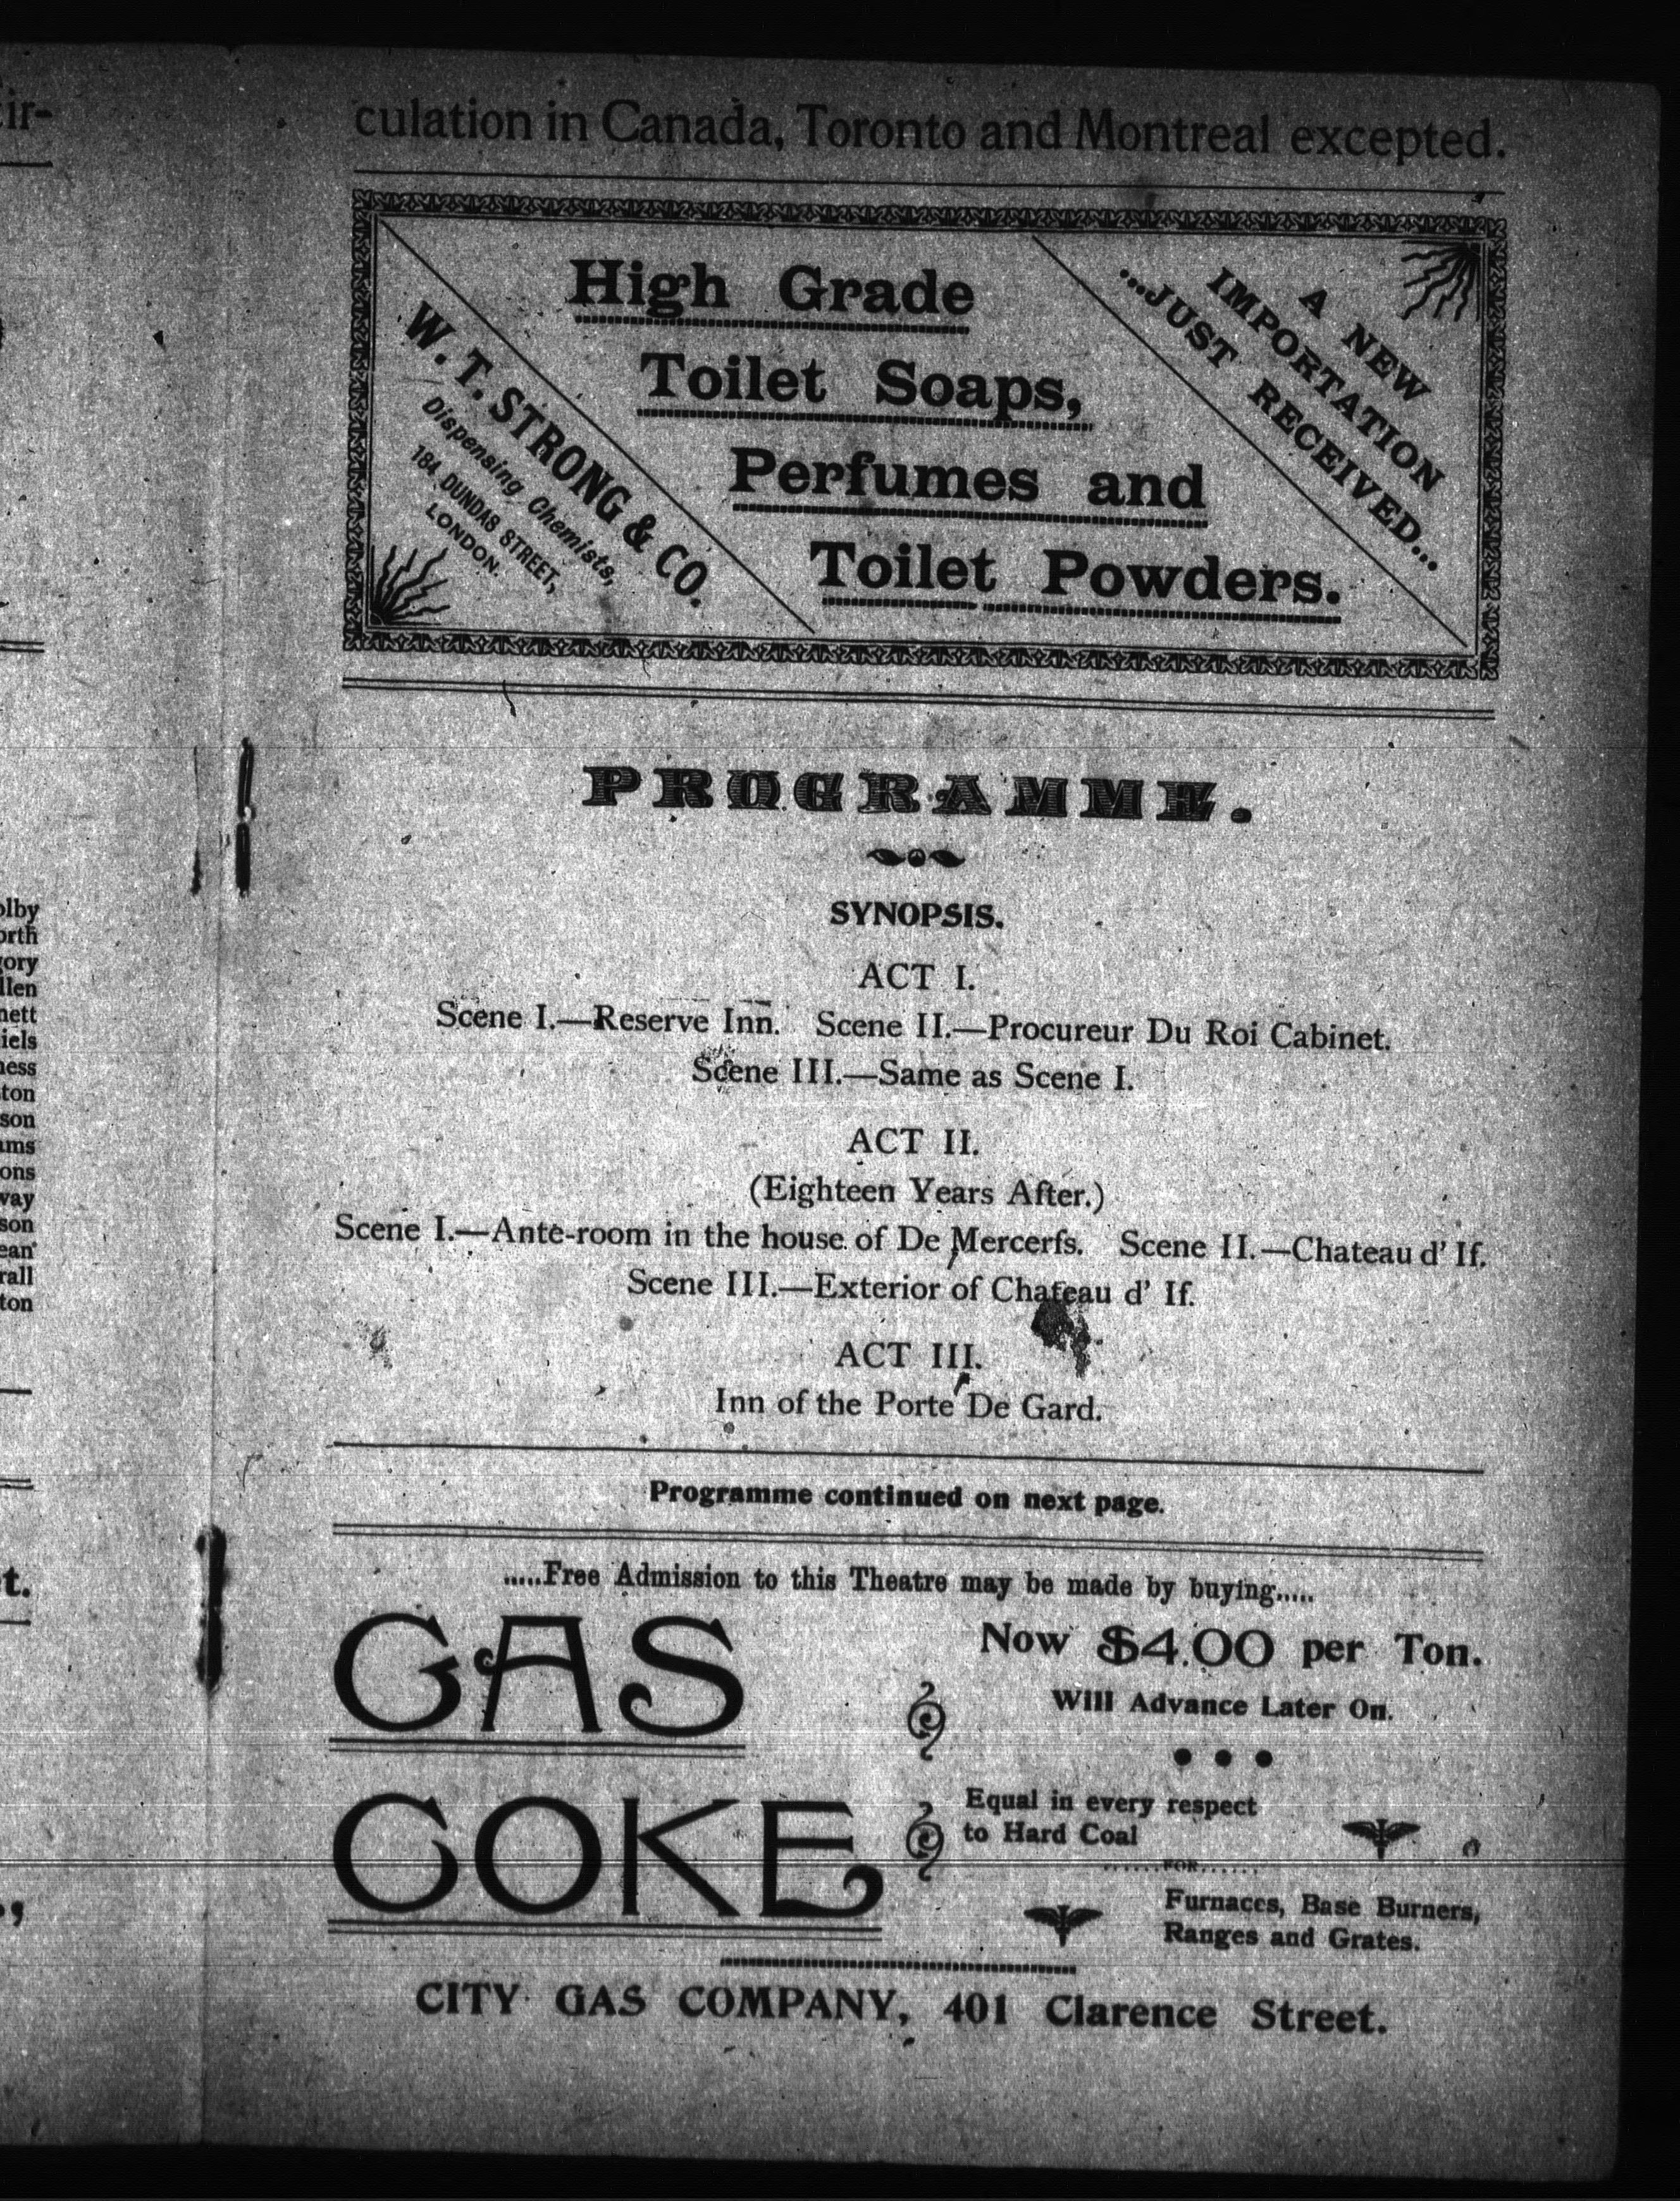 culation in Canada, Toronto and Montreal excepted.
High Grade
Toilet Soaps,
Perfumes and
Toilet Powders.
W. T. STRONG & CO.
Dispensing Chemists,
184 DUNDAS STREET,
LONDON.
A NEW
IMPORTATION
...JUST RECEIVED...
PROGRAMME.
SYNOPSIS.
ACT I.
Scene I.—Reserve Inn. Scene II.—Procureur Du Roi Cabinet.
Scene III.—Same as Scene I.
ACT II.
(Eighteen Years After.)
Scene I.—Ante-room in the house of De Mercerfs. Scene II.—Chateau d' If.
Scene III.—Exterior of Chateau d' If.
ACT III.
Inn of the Porte De Gard.
Programme continued on next page.
.....Free Admission to this Theatre may be made by buying.....
GAS
COKE
Now $4.00 per Ton.
Will Advance Later On.
Equal in every respect
to Hard Coal
......FOR......
Furnaces, Base Burners,
Ranges and Grates.
CITY GAS COMPANY, 401 Clarence Street.